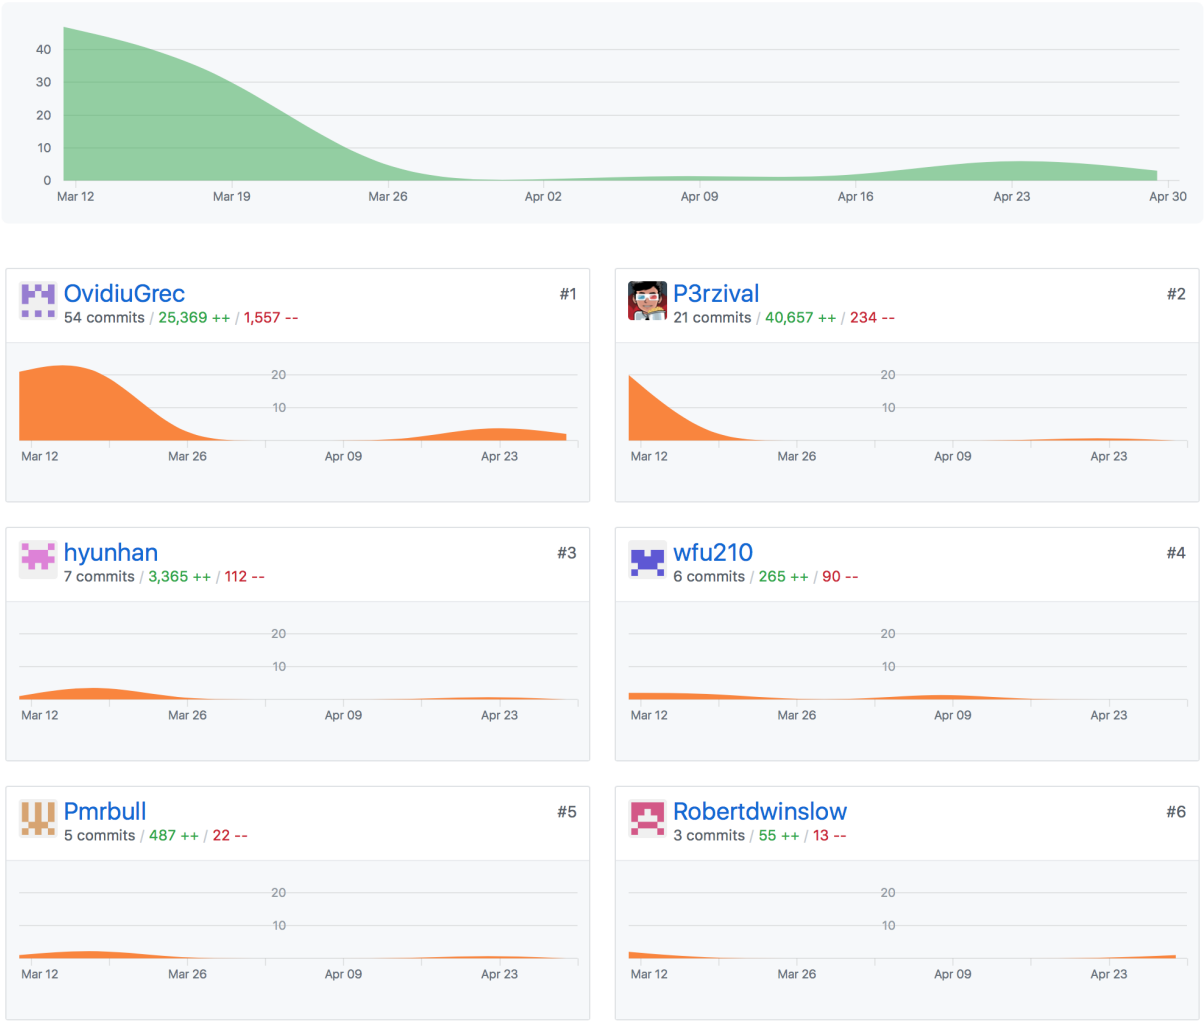 40
30
20
10
0
Mar 12 Mar 19 Mar 26 Apr 02 Apr 09 Apr 16 Apr 23 Apr 30
OvidiuGrec #1
54 commits / 25,369 ++ / 1,557 --
20
10
Mar 12 Mar 26 Apr 09 Apr 23
P3rzival #2
21 commits / 40,657 ++ / 234 --
20
10
Mar 12 Mar 26 Apr 09 Apr 23
hyunhan #3
7 commits / 3,365 ++ / 112 --
20
10
Mar 12 Mar 26 Apr 09 Apr 23
wfu210 #4
6 commits / 265 ++ / 90 --
20
10
Mar 12 Mar 26 Apr 09 Apr 23
Pmrbull #5
5 commits / 487 ++ / 22 --
20
10
Mar 12 Mar 26 Apr 09 Apr 23
Robertdwinslow #6
3 commits / 55 ++ / 13 --
20
10
Mar 12 Mar 26 Apr 09 Apr 23